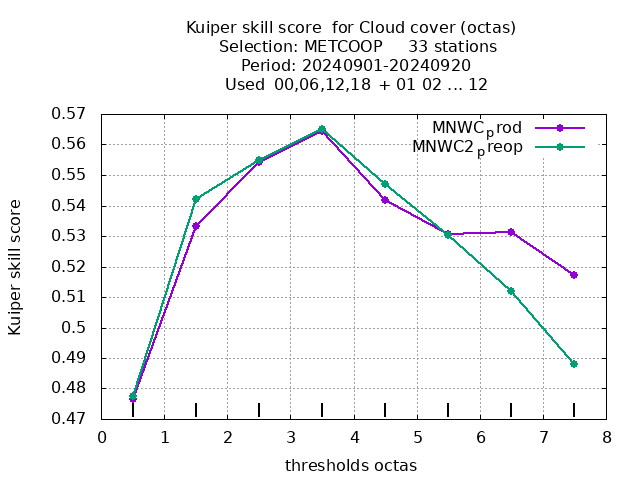 Kuiper skill score  for Cloud cover (octas)
Selection: METCOOP     33 stations
Period: 20240901-20240920
Used  00,06,12,18 + 01 02 ... 12
0.57
0.56
0.55
0.54
0.53
0.52
0.51
0.5
0.49
0.48
0.47
Kuiper skill score
MNWCprod
MNWC2preop
0 1 2 3 4 5 6 7 8
thresholds octas